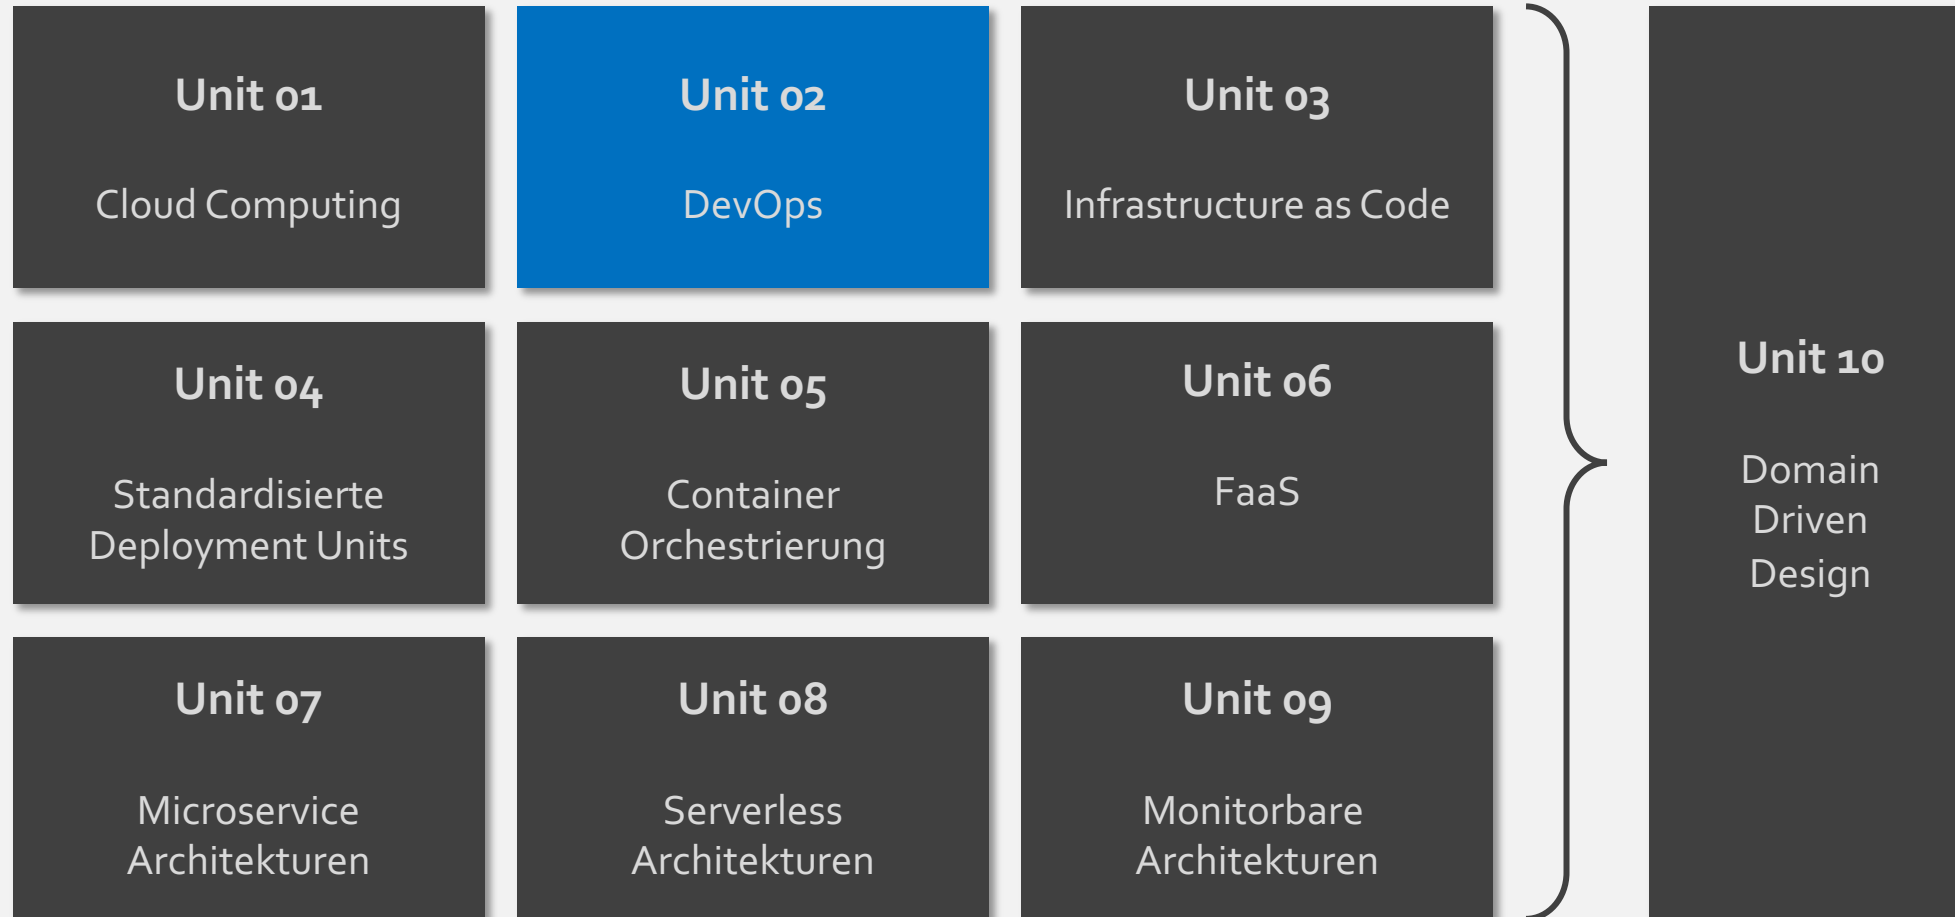 Unit 01
Cloud Computing
Unit 02
DevOps
Unit 03
Infrastructure as Code
Unit 04
Standardisierte
Deployment Units
Unit 05
Container
Orchestrierung
Unit 06
FaaS
Unit 07
Microservice
Architekturen
Unit 08
Serverless
Architekturen
Unit 09
Monitorbare
Architekturen
Unit 10
Domain
Driven
Design